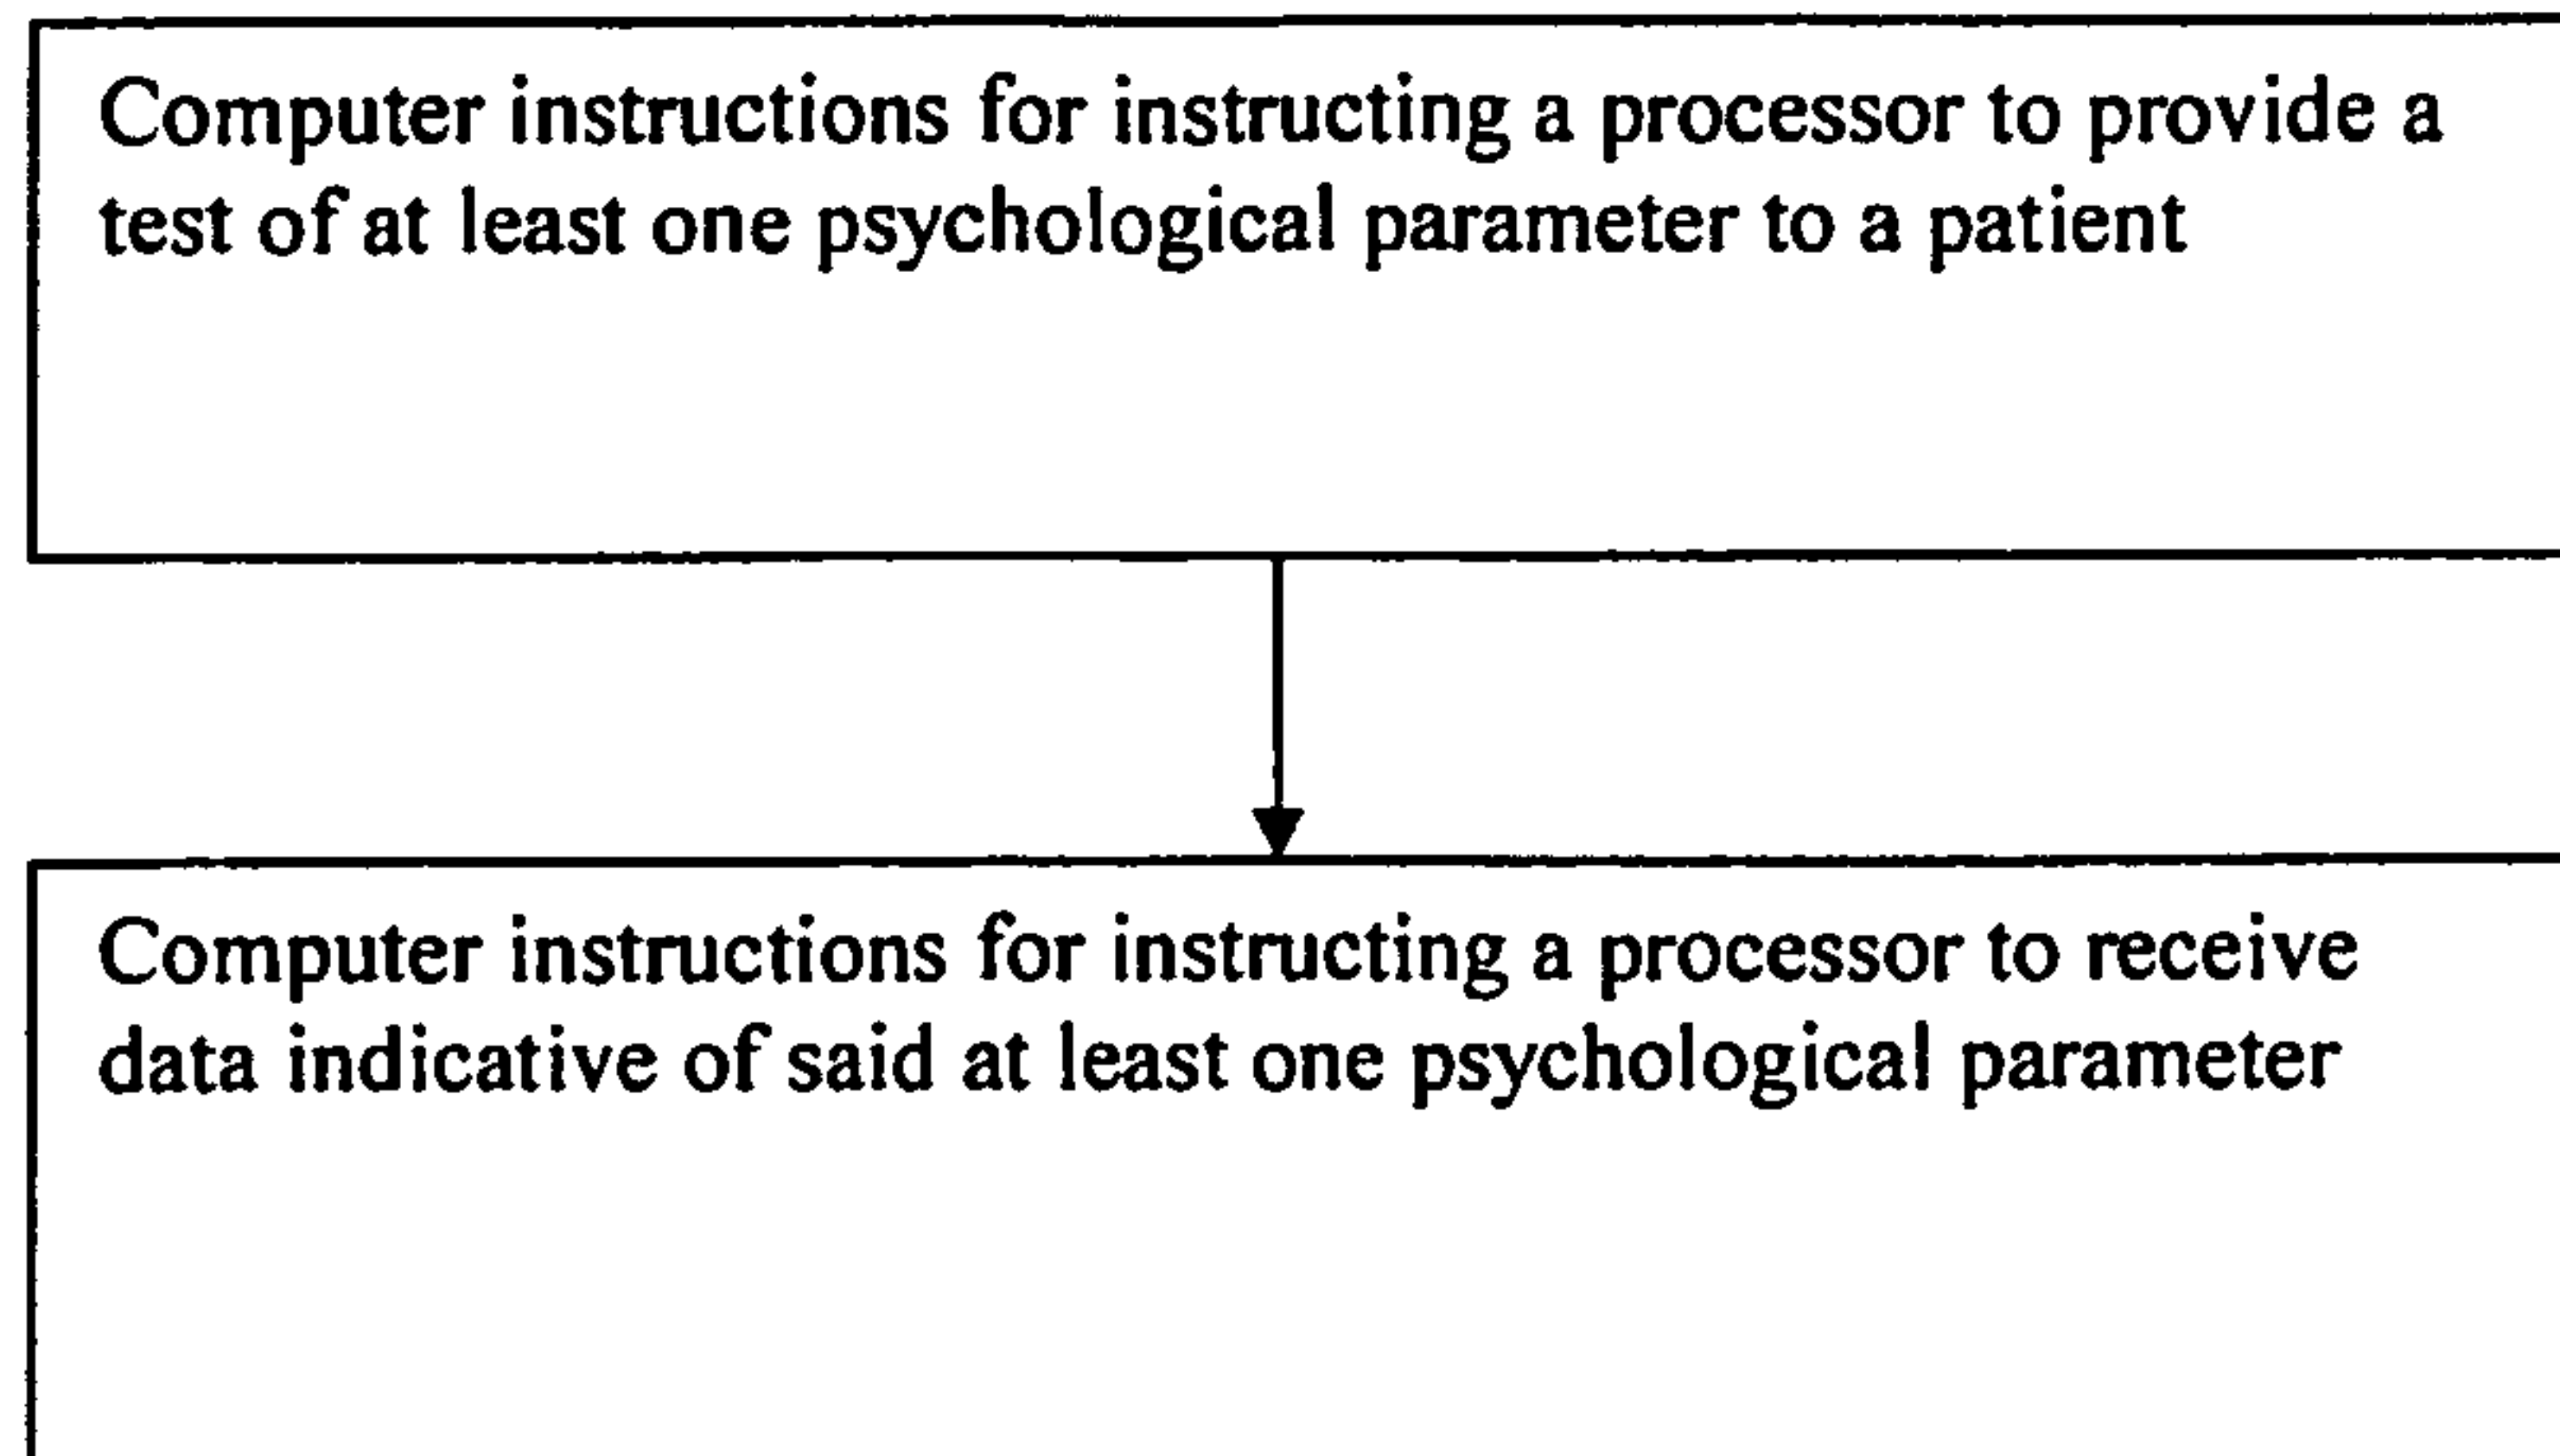 Computer instructions for instructing a processor to provide a
test of at least one psychological parameter to a patient
Computer instructions for instructing a processor to receive
data indicative of said at least one psychological parameter